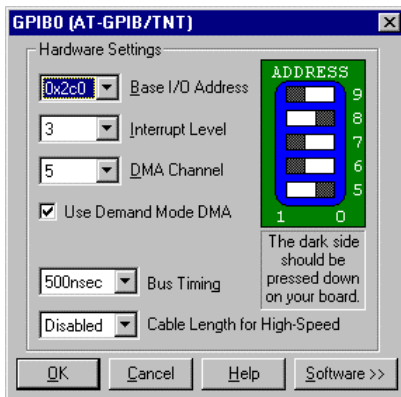 GPIB0 (AT-GPIB/TNT)
Hardware Settings
0x2c0 Base I/O Address
3 Interrupt Level
5 DMA Channel
Use Demand Mode DMA
500nsec Bus Timing
Disabled Cable Length for High-Speed
ADDRESS
9
8
7
6
5
1 0
The dark side
should be
pressed down
on your board.
OK Cancel Help Software >>